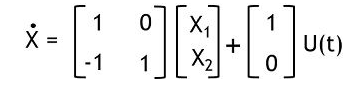 Ẋ = [ 1 0 ; -1 1 ] [ X₁ ; X₂ ] + [ 1 ; 0 ] U(t)